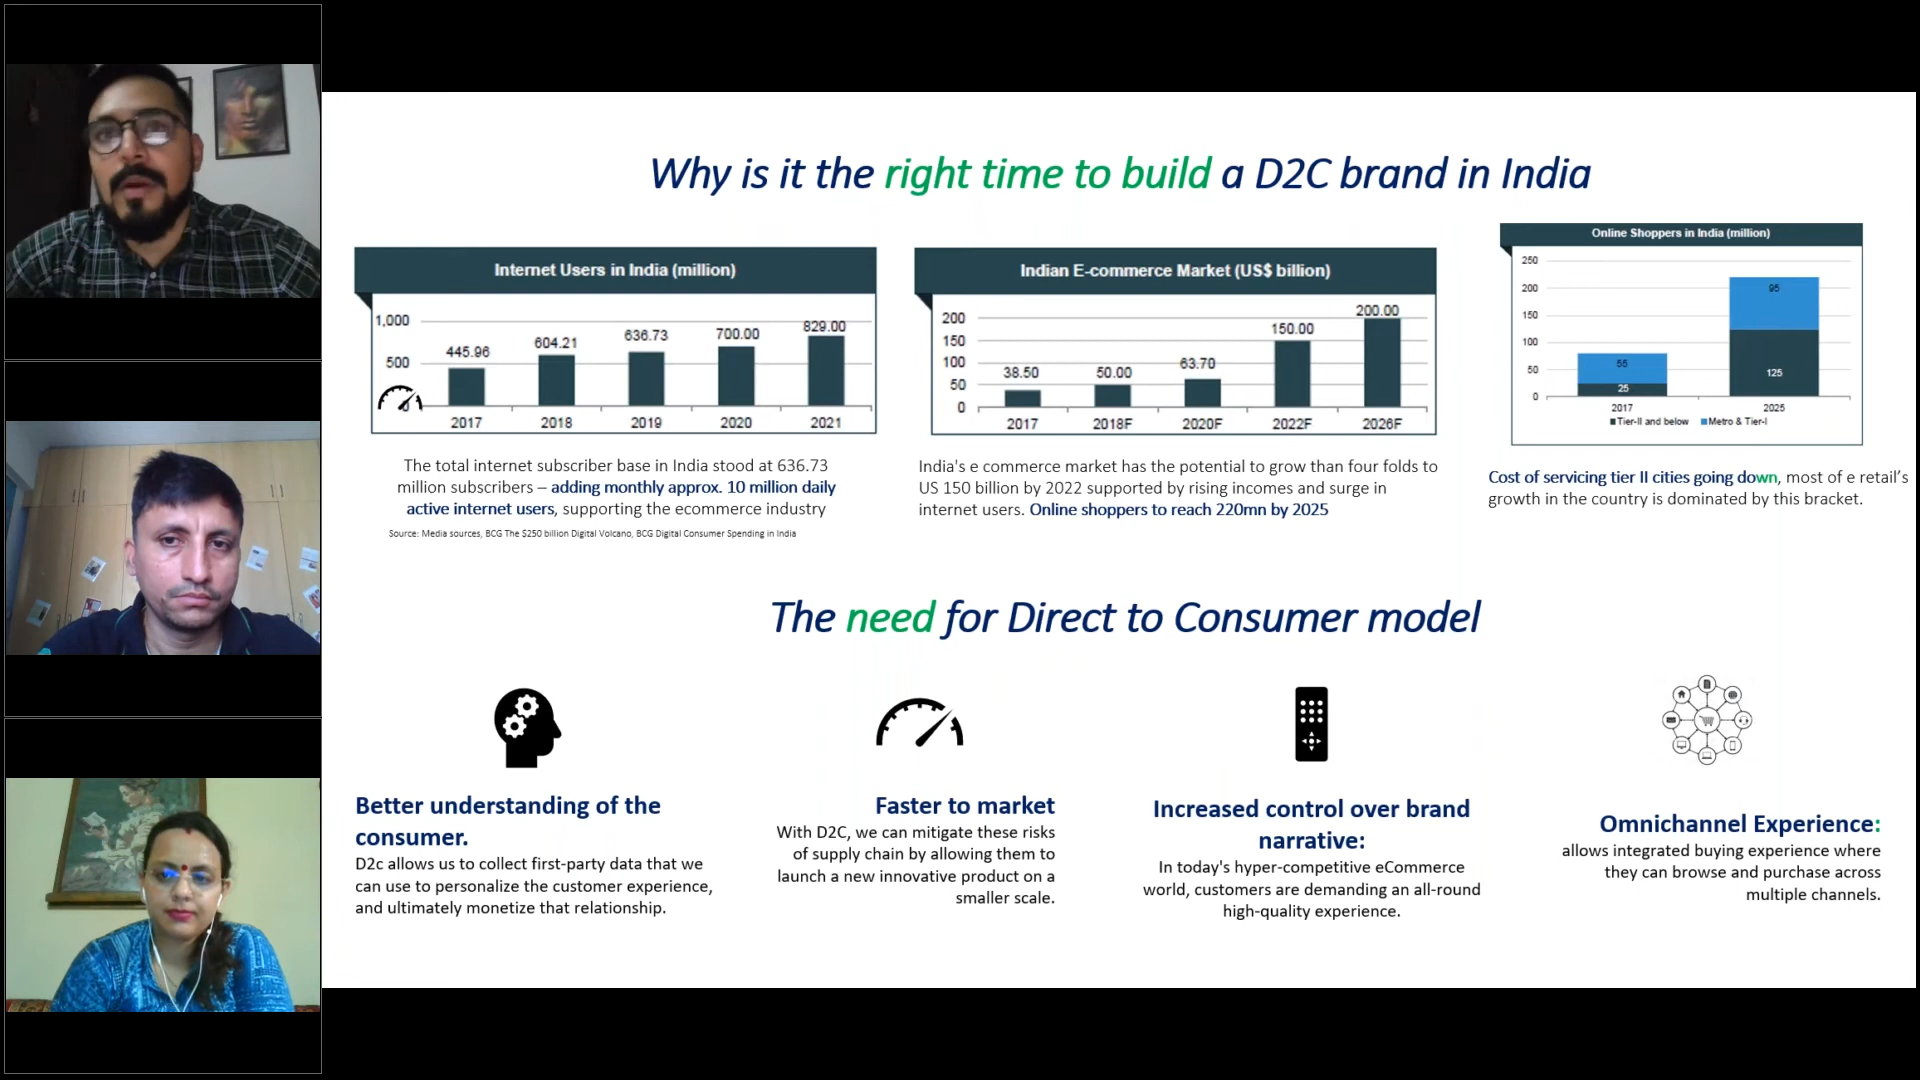 Why is it the right time to build a D2C brand in India
Internet Users in India (million)
1,000
500
0
445.96
604.21
636.73
700.00
829.00
2017
2018
2019
2020
2021
The total internet subscriber base in India stood at 636.73
million subscribers – adding monthly approx. 10 million daily
active internet users, supporting the ecommerce industry
Source: Media sources, BCG The $250 billion Digital Volcano, BCG Digital Consumer Spending in India
Indian E-commerce Market (US$ billion)
200
150
100
50
0
38.50
50.00
63.70
150.00
200.00
2017
2018F
2020F
2022F
2026F
India's e commerce market has the potential to grow than four folds to
US 150 billion by 2022 supported by rising incomes and surge in
internet users. Online shoppers to reach 220mn by 2025
Online Shoppers in India (million)
250
200
150
100
50
0
55
25
95
125
2017
2025
Tier-II and below
Metro & Tier-I
Cost of servicing tier II cities going down, most of e retail’s
growth in the country is dominated by this bracket.
The need for Direct to Consumer model
Better understanding of the
consumer.
D2c allows us to collect first-party data that we
can use to personalize the customer experience,
and ultimately monetize that relationship.
Faster to market
With D2C, we can mitigate these risks
of supply chain by allowing them to
launch a new innovative product on a
smaller scale.
Increased control over brand
narrative:
In today's hyper-competitive eCommerce
world, customers are demanding an all-round
high-quality experience.
Omnichannel Experience:
allows integrated buying experience where
they can browse and purchase across
multiple channels.